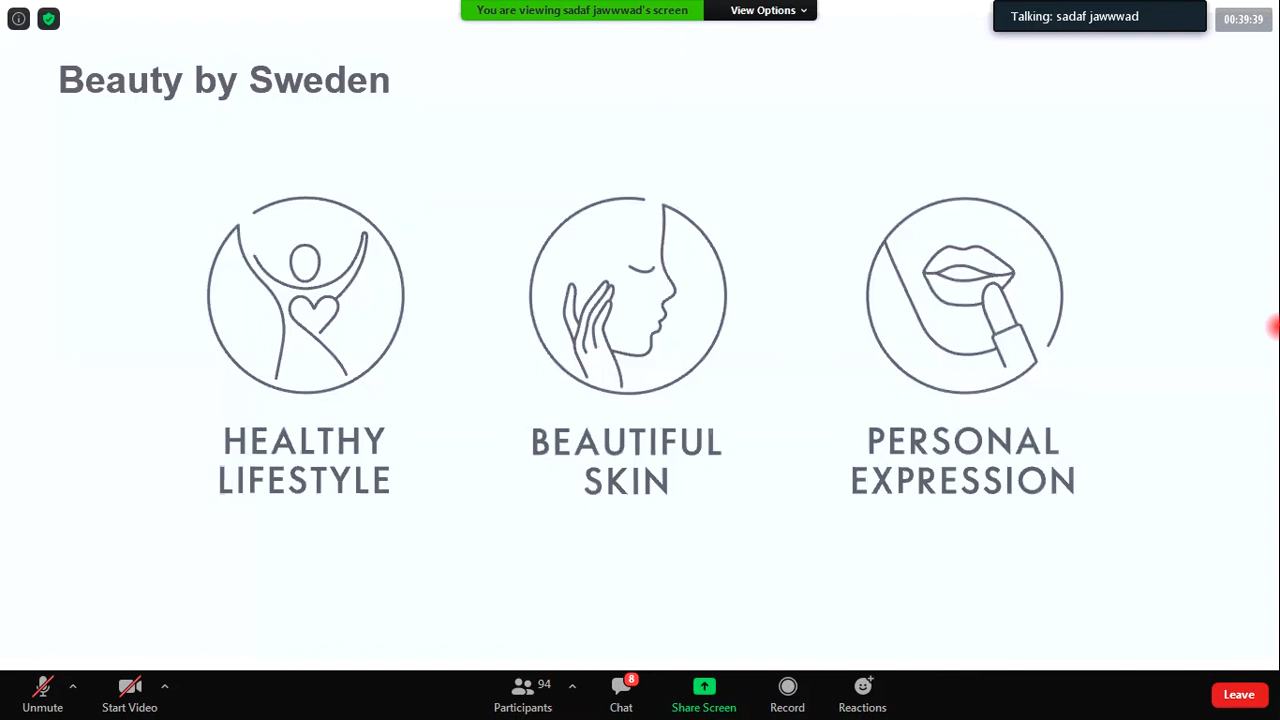 You are viewing sadaf jawwwad's screen
View Options
Talking: sadaf jawwwad
00:39:39
Beauty by Sweden
HEALTHY
LIFESTYLE
BEAUTIFUL
SKIN
PERSONAL
EXPRESSION
Unmute
Start Video
94
Participants
8
Chat
Share Screen
Record
Reactions
Leave